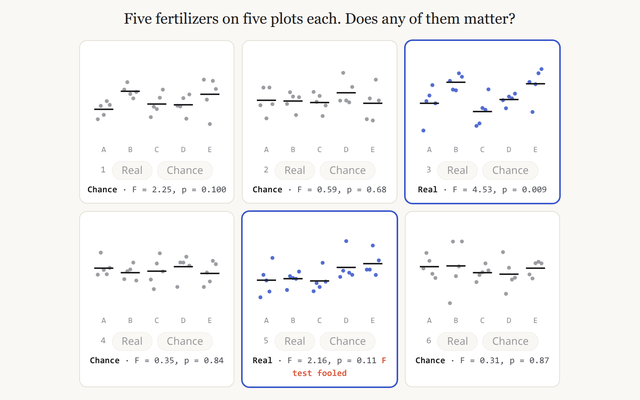 Five fertilizers on five plots each. Does any of them matter?
A B C D E
A B C D E
A B C D E
1 Real Chance
2 Real Chance
3 Real Chance
Chance · F = 2.25, p = 0.100
Chance · F = 0.59, p = 0.68
Real · F = 4.53, p = 0.009
A B C D E
A B C D E
A B C D E
4 Real Chance
5 Real Chance
6 Real Chance
Chance · F = 0.35, p = 0.84
Real · F = 2.16, p = 0.11 F
test fooled
Chance · F = 0.31, p = 0.87